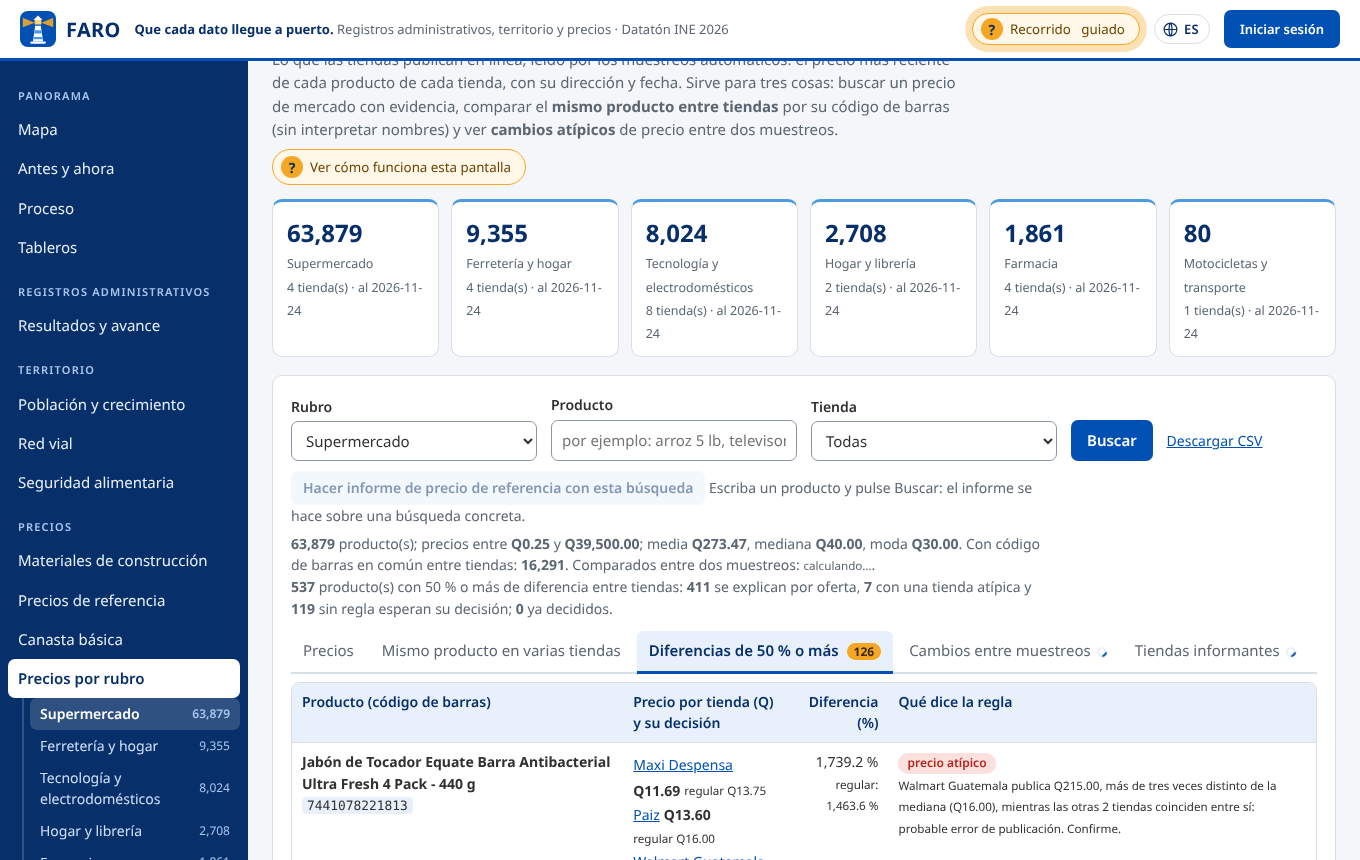 FARO
Que cada dato llegue a puerto. Registros administrativos, territorio y precios · Datatón INE 2026
? Recorrido guiado
ES
Iniciar sesión
PANORAMA
Mapa
Antes y ahora
Proceso
Tableros
REGISTROS ADMINISTRATIVOS
Resultados y avance
TERRITORIO
Población y crecimiento
Red vial
Seguridad alimentaria
PRECIOS
Materiales de construcción
Precios de referencia
Canasta básica
Precios por rubro
Supermercado 63,879
Ferretería y hogar 9,355
Tecnología y
electrodomésticos 8,024
Hogar y librería 2,708
Lo que las tiendas publican en línea, leído por los muestreos automáticos: el precio más reciente
de cada producto de cada tienda, con su dirección y fecha. Sirve para tres cosas: buscar un precio
de mercado con evidencia, comparar el mismo producto entre tiendas por su código de barras
(sin interpretar nombres) y ver cambios atípicos de precio entre dos muestreos.
? Ver cómo funciona esta pantalla
63,879
Supermercado
4 tienda(s) · al 2026-11-
24
9,355
Ferretería y hogar
4 tienda(s) · al 2026-11-
24
8,024
Tecnología y
electrodomésticos
8 tienda(s) · al 2026-11-
24
2,708
Hogar y librería
2 tienda(s) · al 2026-11-
24
1,861
Farmacia
4 tienda(s) · al 2026-11-
24
80
Motocicletas y
transporte
1 tienda(s) · al 2026-11-
24
Rubro
Supermercado
Producto
por ejemplo: arroz 5 lb, televisor
Tienda
Todas
Buscar
Descargar CSV
Hacer informe de precio de referencia con esta búsqueda Escriba un producto y pulse Buscar: el informe se
hace sobre una búsqueda concreta.
63,879 producto(s); precios entre Q0.25 y Q39,500.00; media Q273.47, mediana Q40.00, moda Q30.00. Con código
de barras en común entre tiendas: 16,291. Comparados entre dos muestreos: calculando....
537 producto(s) con 50 % o más de diferencia entre tiendas: 411 se explican por oferta, 7 con una tienda atípica y
119 sin regla esperan su decisión; 0 ya decididos.
Precios
Mismo producto en varias tiendas
Diferencias de 50 % o más 126
Cambios entre muestreos
Tiendas informantes
Producto (código de barras)
Precio por tienda (Q)
y su decisión
Diferencia
(%)
Qué dice la regla
Jabón de Tocador Equate Barra Antibacterial
Ultra Fresh 4 Pack - 440 g
7441078221813
Maxi Despensa
Q11.69 regular Q13.75
Paiz Q13.60
regular Q16.00
Walmart Guatemala
1,739.2 %
regular:
1,463.6 %
precio atípico
Walmart Guatemala publica Q215.00, más de tres veces distinto de la
mediana (Q16.00), mientras las otras 2 tiendas coinciden entre sí:
probable error de publicación. Confirme.